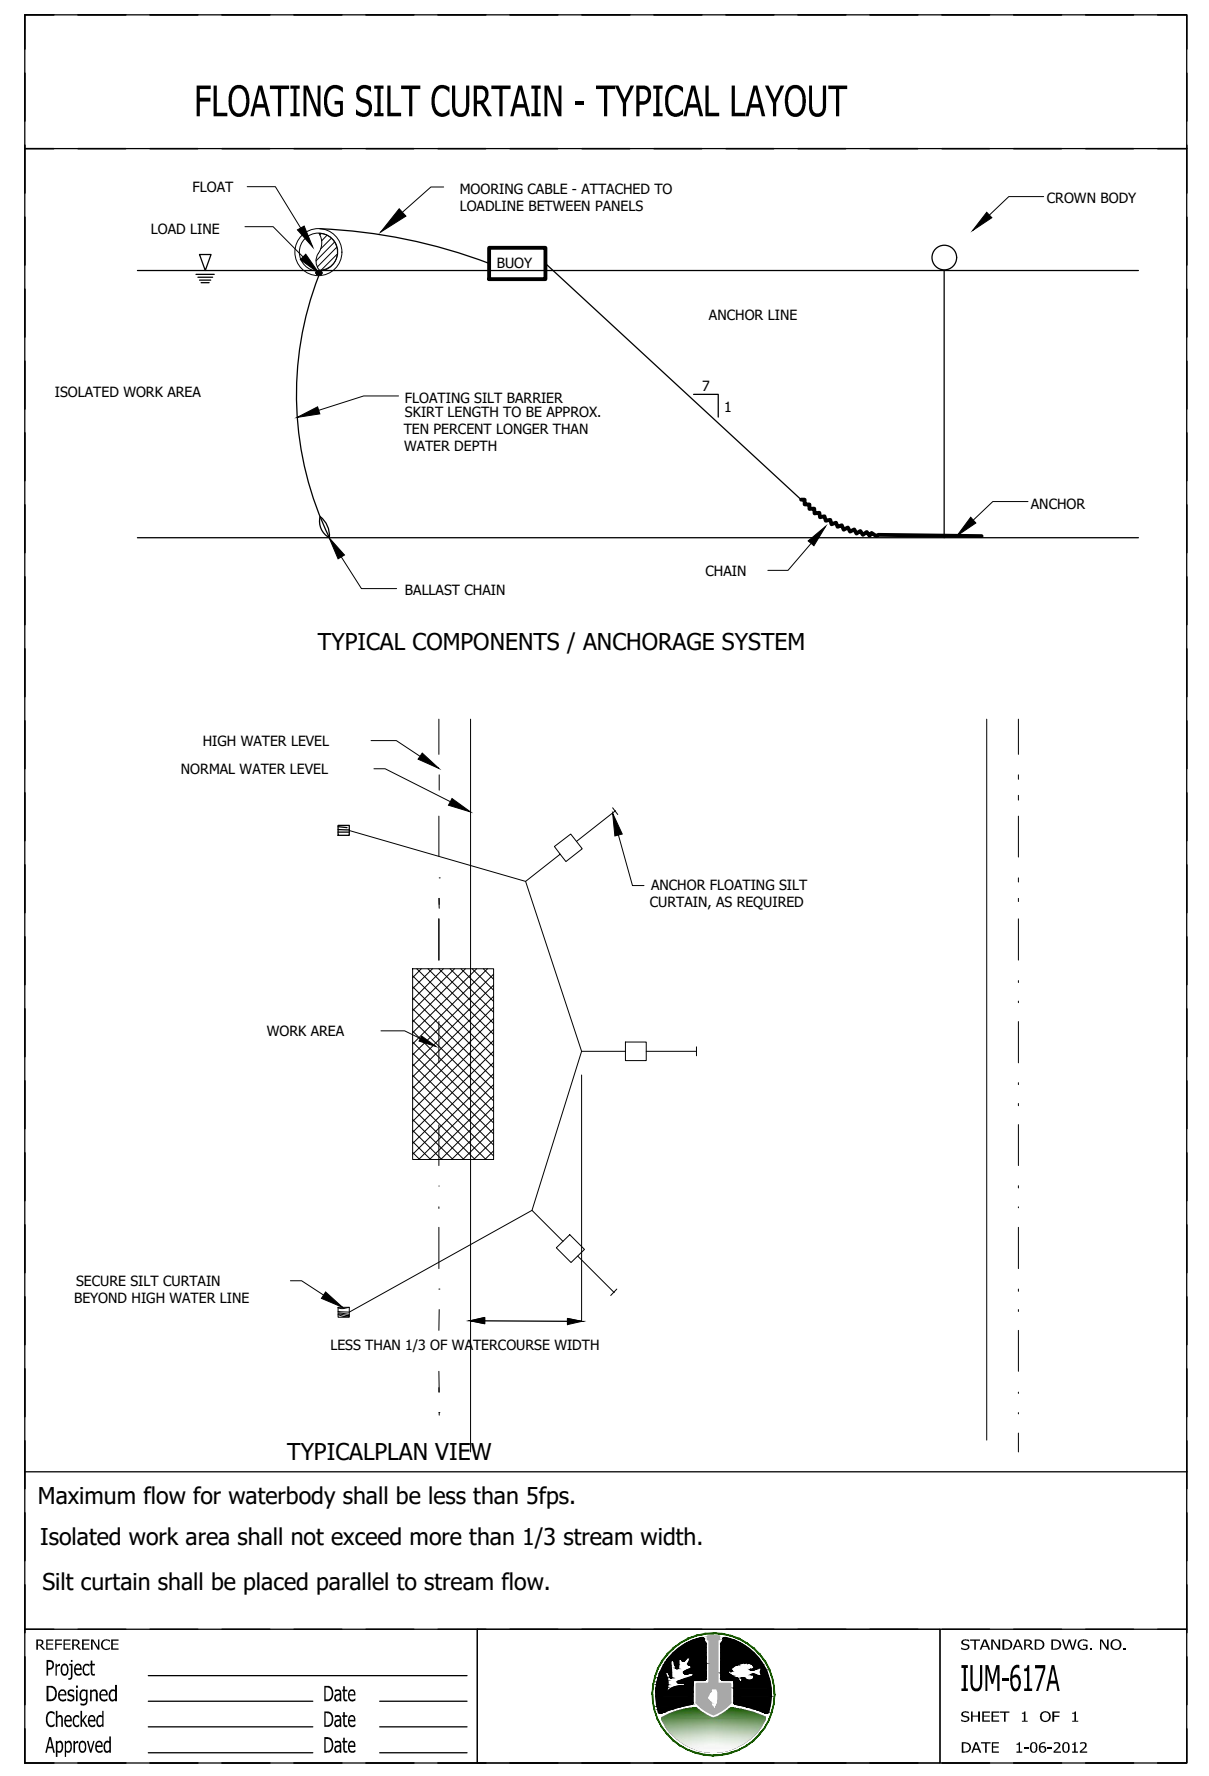 FLOATING SILT CURTAIN - TYPICAL LAYOUT
FLOAT
MOORING CABLE - ATTACHED TO
LOADLINE BETWEEN PANELS
CROWN BODY
LOAD LINE
BUOY
ANCHOR LINE
7
1
ISOLATED WORK AREA
FLOATING SILT BARRIER
SKIRT LENGTH TO BE APPROX.
TEN PERCENT LONGER THAN
WATER DEPTH
ANCHOR
CHAIN
BALLAST CHAIN
TYPICAL COMPONENTS / ANCHORAGE SYSTEM
HIGH WATER LEVEL
NORMAL WATER LEVEL
ANCHOR FLOATING SILT
CURTAIN, AS REQUIRED
WORK AREA
SECURE SILT CURTAIN
BEYOND HIGH WATER LINE
LESS THAN 1/3 OF WATERCOURSE WIDTH
TYPICALPLAN VIEW
Maximum flow for waterbody shall be less than 5fps.
Isolated work area shall not exceed more than 1/3 stream width.
Silt curtain shall be placed parallel to stream flow.
REFERENCE
Project
Designed Date
Checked Date
Approved Date
STANDARD DWG. NO.
IUM-617A
SHEET 1 OF 1
DATE 1-06-2012